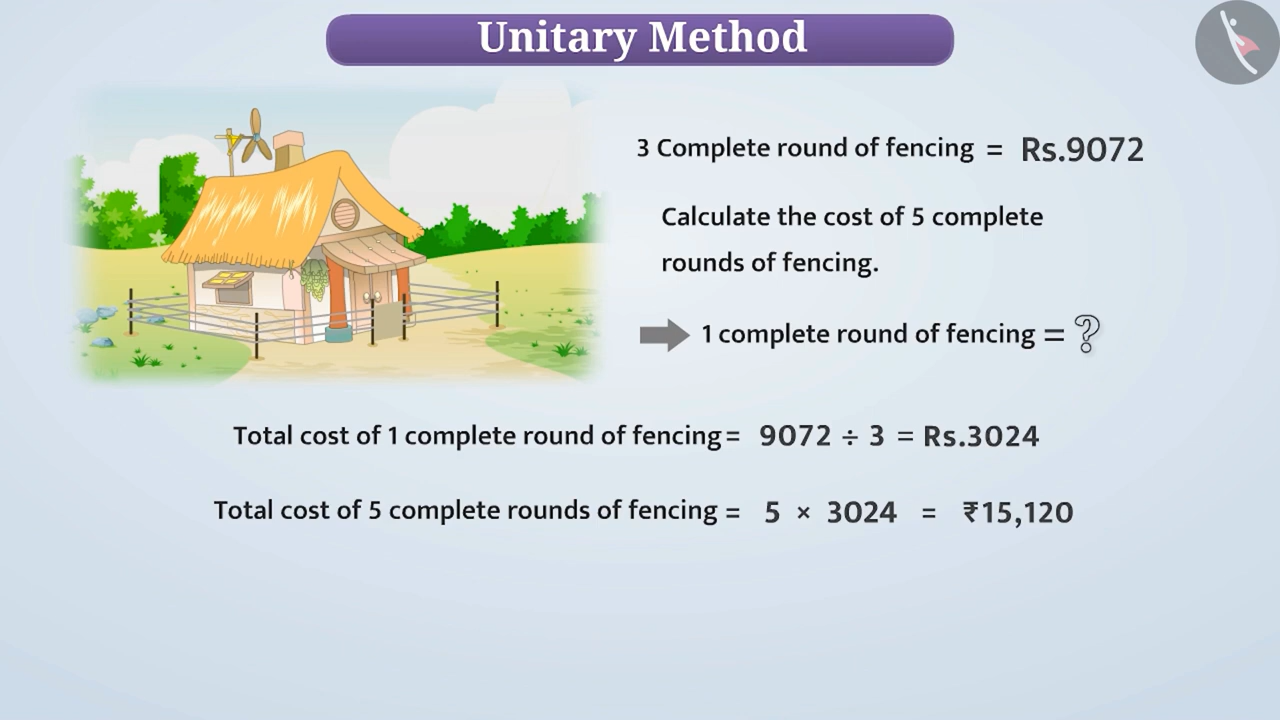 Unitary Method
3 Complete round of fencing = Rs.9072
Calculate the cost of 5 complete
rounds of fencing.
1 complete round of fencing = ?
Total cost of 1 complete round of fencing = 9072 ÷ 3 = Rs.3024
Total cost of 5 complete rounds of fencing = 5 × 3024 = ₹15,120